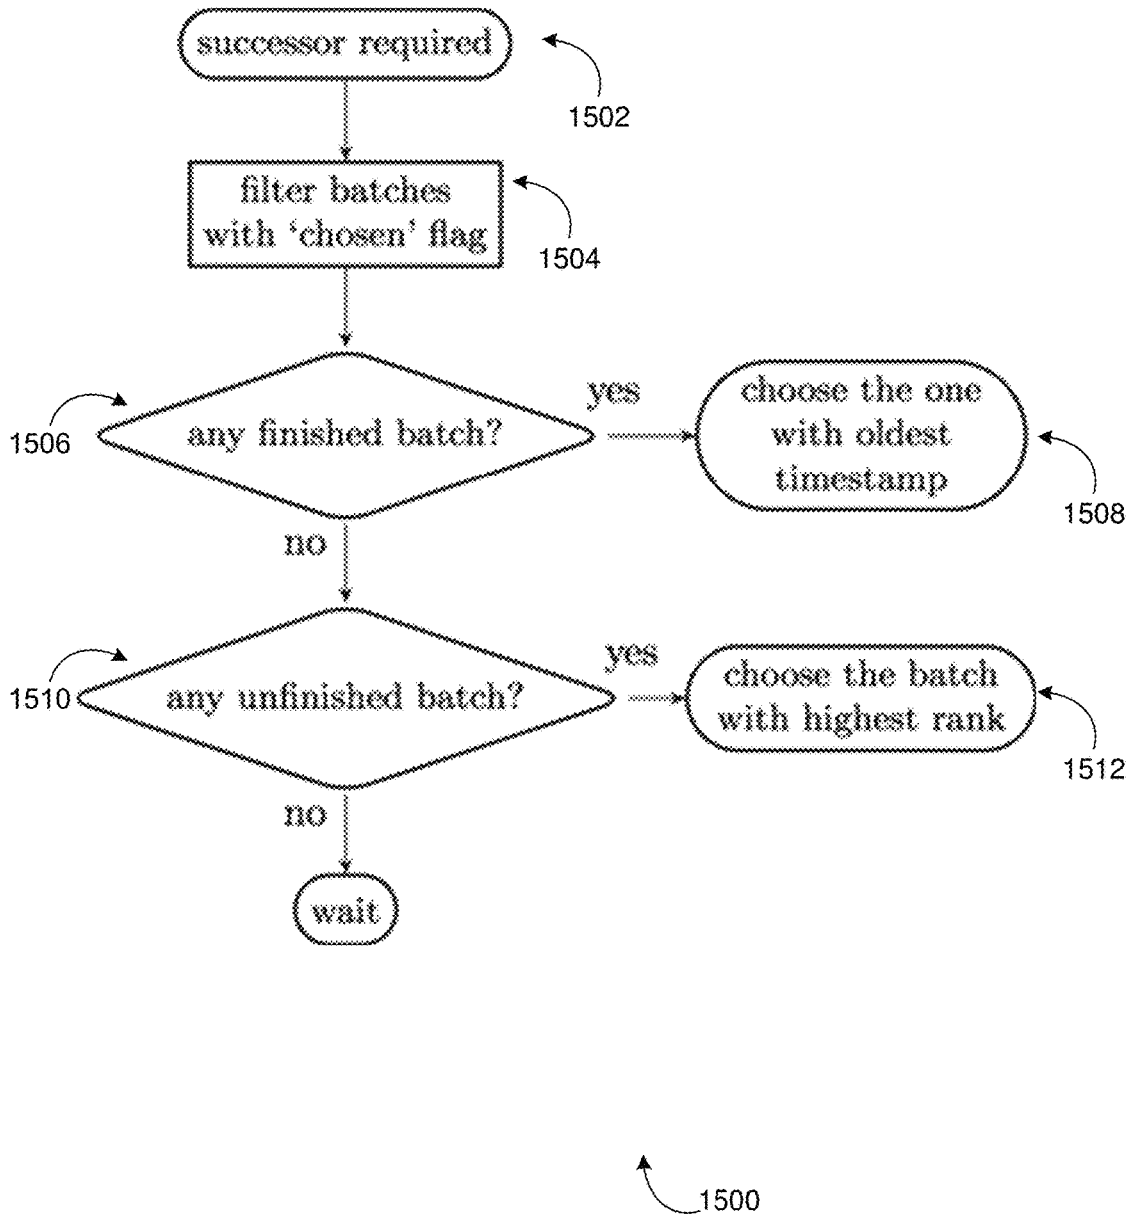 successor required
1502
filter batches
with ‘chosen’ flag
1504
any finished batch?
1506
yes
choose the one
with oldest
timestamp
1508
no
any unfinished batch?
1510
yes
choose the batch
with highest rank
1512
no
wait
1500